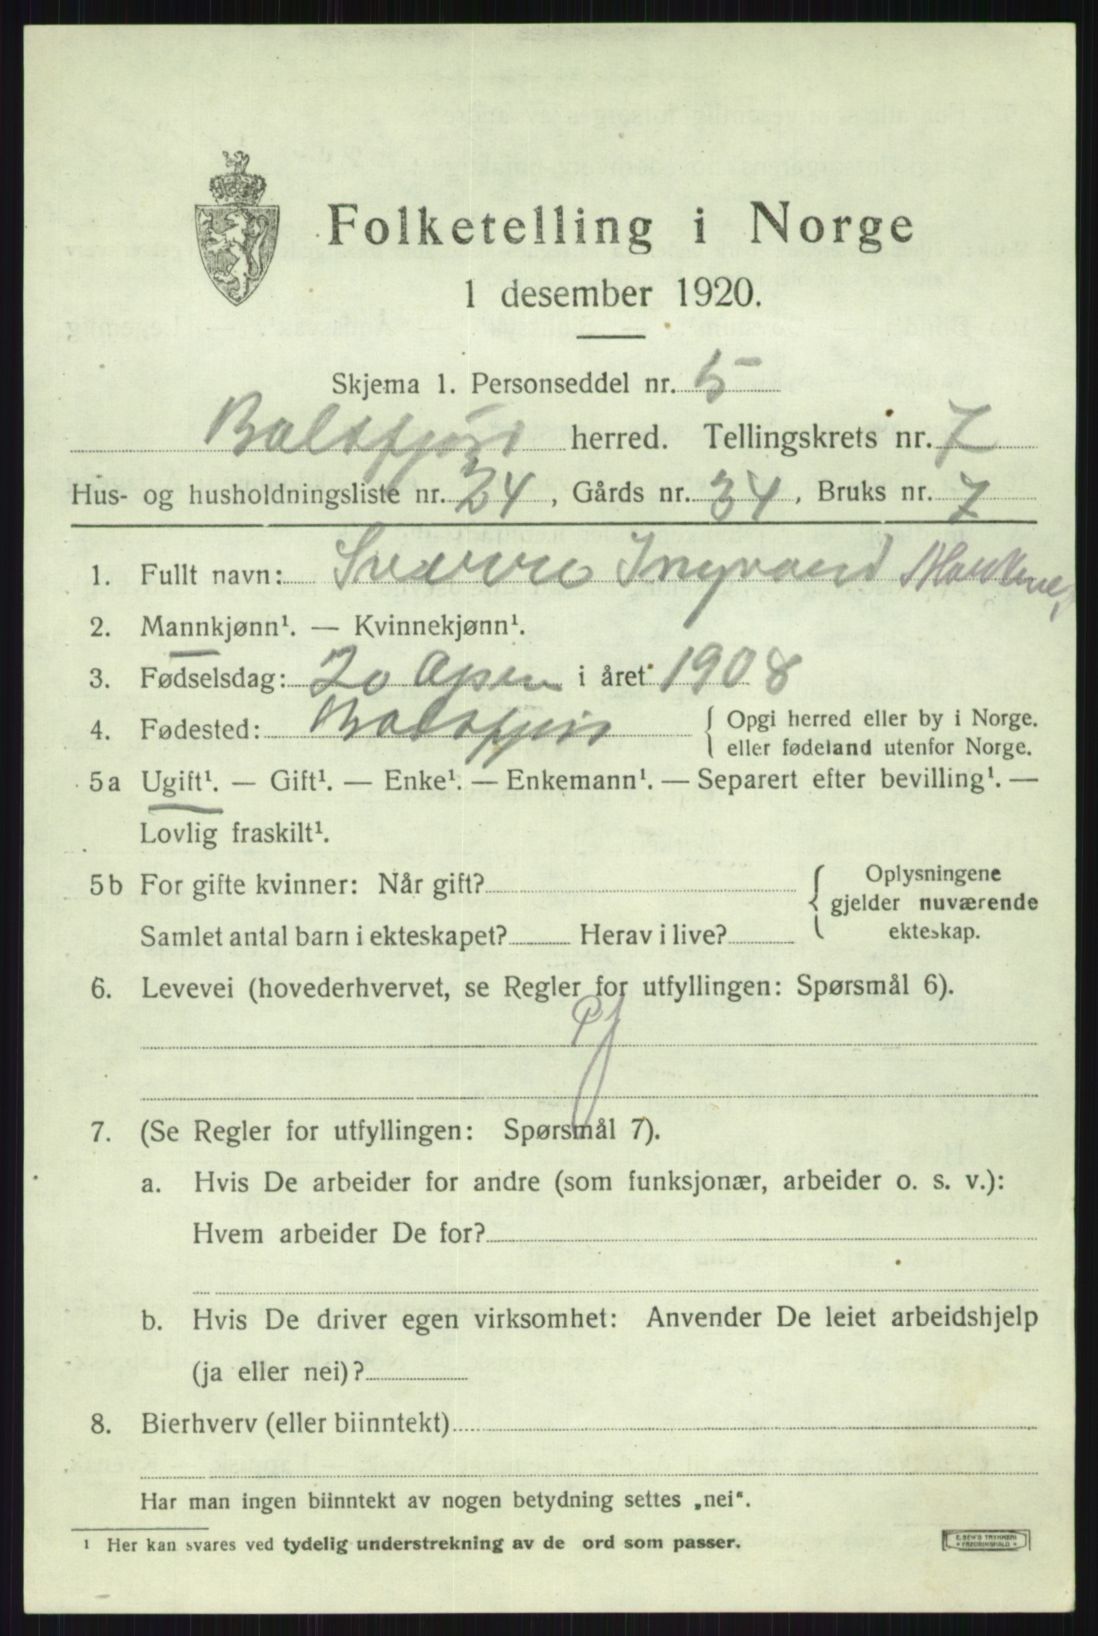 Folketelling i Norge
1 desember 1920.
Skjema 1. Personseddel nr. 5
Balsfjord herred. Tellingskrets nr. 7
Hus- og husholdningsliste nr. 24, Gårds nr. 34, Bruks nr. 7
1. Fullt navn: Sverre Ingvard
2. Mannkjønn¹. — Kvinnekjønn¹.
3. Fødselsdag: 20 i året 1908
4. Fødested: Balsfjord { Opgi herred eller by i Norge.
eller fødeland utenfor Norge.
5a Ugift¹. — Gift¹. — Enke¹. — Enkemann¹. — Separert efter bevilling¹. —
Lovlig fraskilt¹.
5b For gifte kvinner: Når gift? { Oplysningene
gjelder nuværende
Samlet antal barn i ekteskapet? Herav i live? ekteskap.
6. Levevei (hovederhvervet, se Regler for utfyllingen: Spørsmål 6).
7. (Se Regler for utfyllingen: Spørsmål 7).
a. Hvis De arbeider for andre (som funksjonær, arbeider o. s. v.):
Hvem arbeider De for?
b. Hvis De driver egen virksomhet: Anvender De leiet arbeidshjelp
(ja eller nei)?
8. Bierhverv (eller biinntekt)
Har man ingen biinntekt av nogen betydning settes „nei“.
¹ Her kan svares ved tydelig understrekning av de ord som passer.